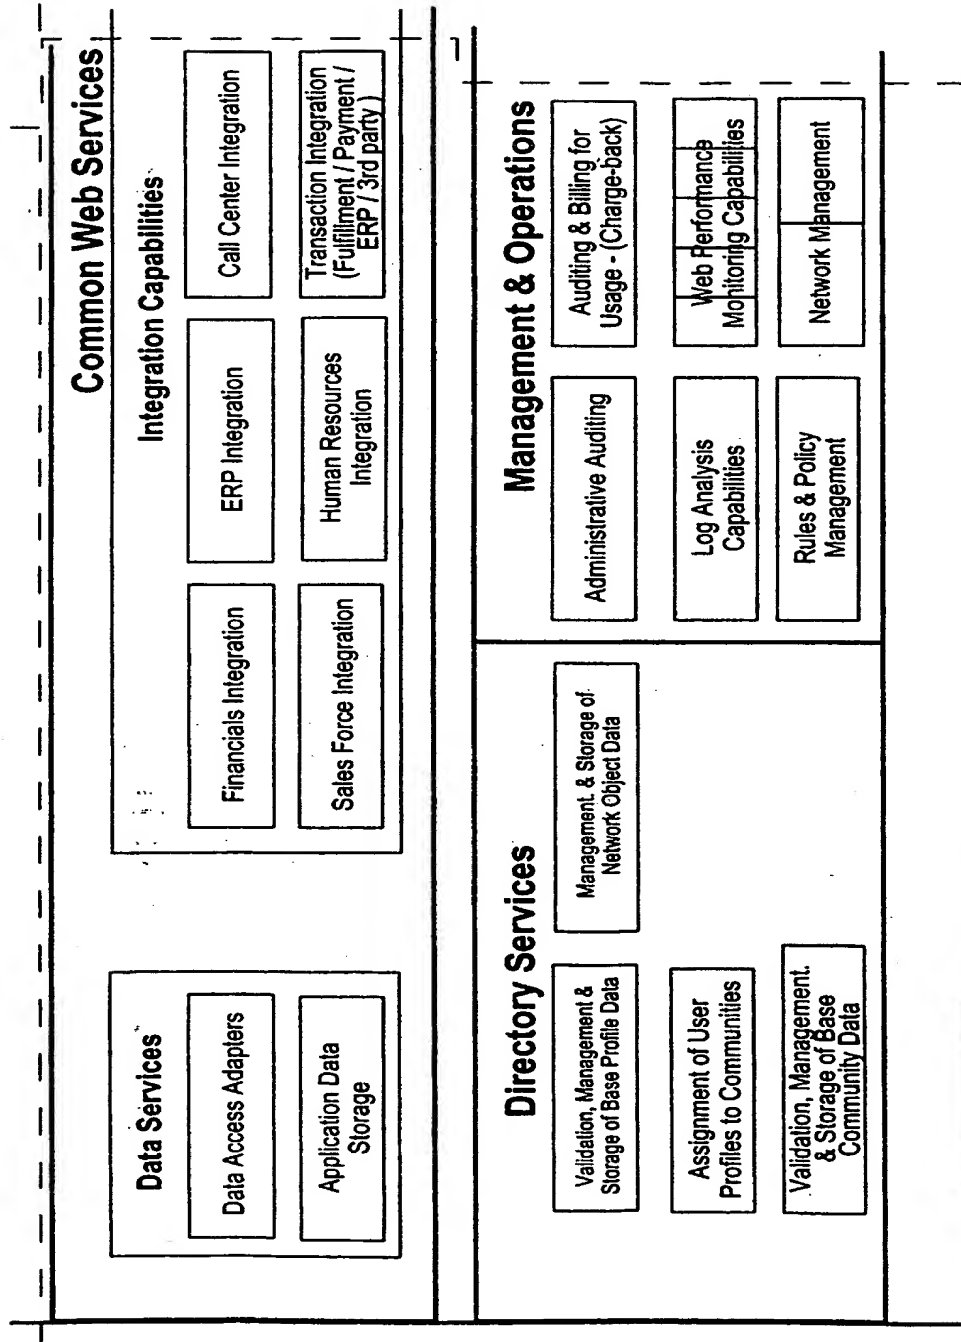 Common Web Services
Data Services
Data Access Adapters
Application Data
Storage
Integration Capabilities
Financials Integration
ERP Integration
Call Center Integration
Sales Force Integration
Human Resources
Integration
Transaction Integration
(Fulfillment / Payment /
ERP / 3rd party )
Directory Services
Validation, Management &
Storage of Base Profile Data
Management. & Storage of
Network Object Data
Assignment of User
Profiles to Communities
Validation, Management.
& Storage of Base
Community Data
Management & Operations
Administrative Auditing
Auditing & Billing for
Usage - (Charge-back)
Log Analysis
Capabilities
Web Performance
Monitoring Capabilities
Rules & Policy
Management
Network Management